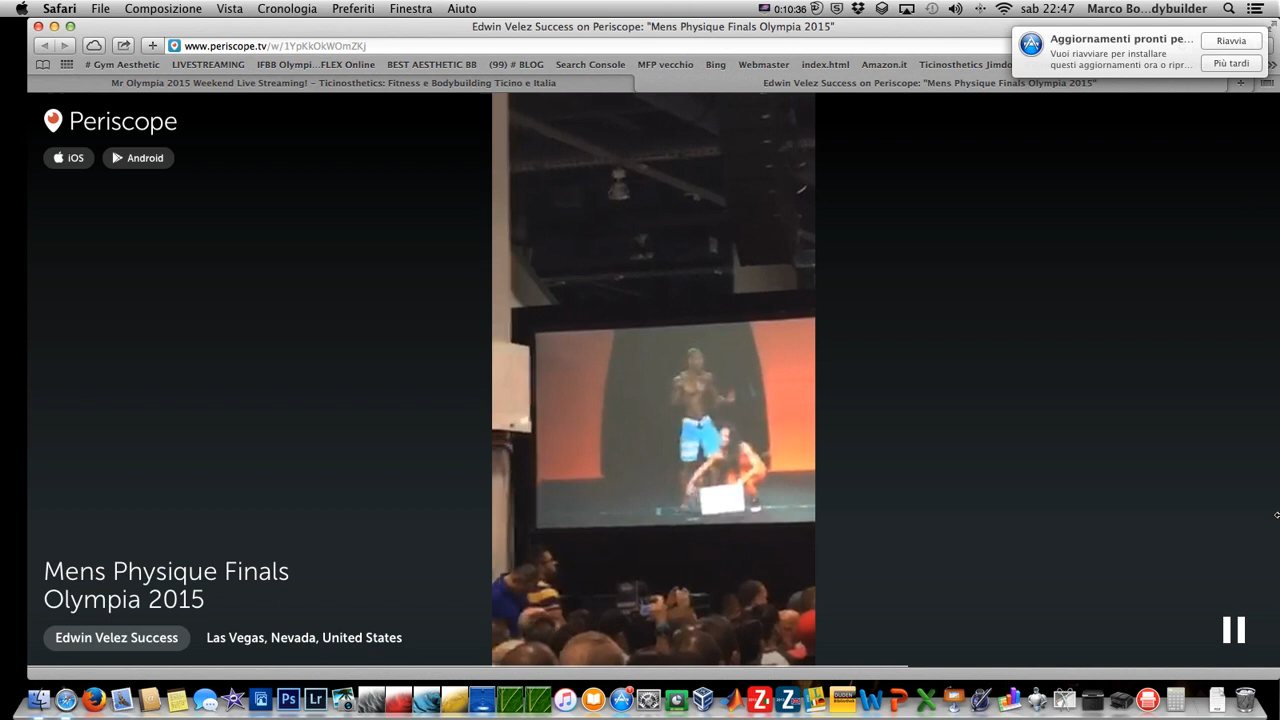 Safari File Composizione Vista Cronologia Preferiti Finestra Aiuto 0:10:36 sab 22:47 Marco Bo...dybuilder
Edwin Velez Success on Periscope: "Mens Physique Finals Olympia 2015"
Aggiornamenti pronti pe...
Vuoi riavviare per installare
questi aggiornamenti ora o ripr...
Riavvia
Più tardi
www.periscope.tv/w/1YpKkOkWOmZKj
# Gym Aesthetic LIVESTREAMING IFBB Olympi...FLEX Online BEST AESTHETIC BB (99) # BLOG Search Console MFP vecchio Bing Webmaster index.html Amazon.it Ticinosthetics Jimdo
Mr Olympia 2015 Weekend Live Streaming! – Ticinosthetics: Fitness e Bodybuilding Ticino e Italia
Edwin Velez Success on Periscope: "Mens Physique Finals Olympia 2015"
Periscope
iOS
Android
Mens Physique Finals
Olympia 2015
Edwin Velez Success
Las Vegas, Nevada, United States